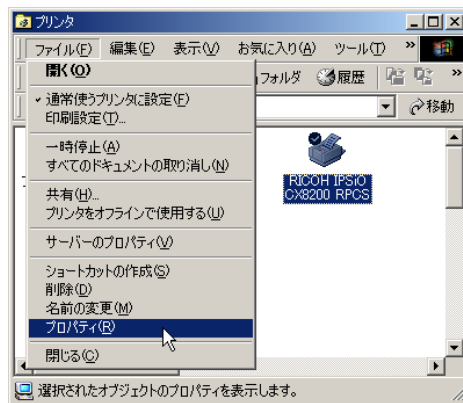 プリンタ
ファイル(F) 編集(E) 表示(V) お気に入り(A) ツール(T) »
開く(O)
フォルダ 履歴 »
通常使うプリンタに設定(F)
移動
印刷設定(T)...
一時停止(A)
すべてのドキュメントの取り消し(N)
RICOH IPSiO
CX8200 RPCS
共有(H)...
プリンタをオフラインで使用する(U)
サーバーのプロパティ(V)
ショートカットの作成(S)
削除(D)
名前の変更(M)
プロパティ(R)
閉じる(C)
選択されたオブジェクトのプロパティを表示します。